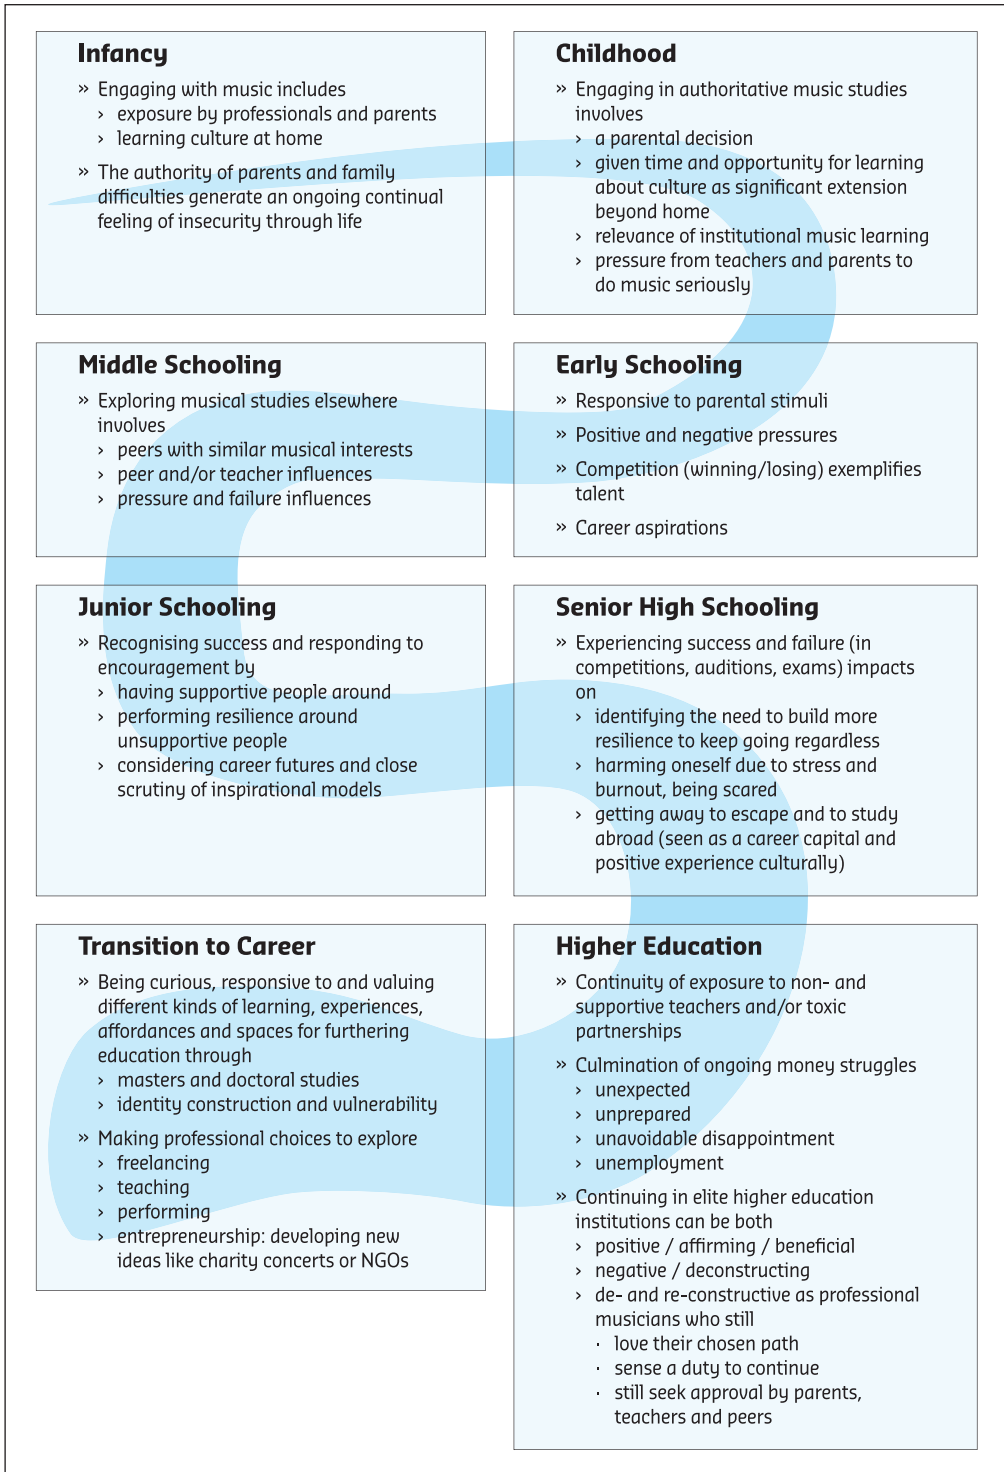 Infancy
» Engaging with music includes
› exposure by professionals and parents
› learning culture at home
» The authority of parents and family
difficulties generate an ongoing continual
feeling of insecurity through life
Childhood
» Engaging in authoritative music studies
involves
› a parental decision
› given time and opportunity for learning
about culture as significant extension
beyond home
› relevance of institutional music learning
› pressure from teachers and parents to
do music seriously
Middle Schooling
» Exploring musical studies elsewhere
involves
› peers with similar musical interests
› peer and/or teacher influences
› pressure and failure influences
Early Schooling
» Responsive to parental stimuli
» Positive and negative pressures
» Competition (winning/losing) exemplifies
talent
» Career aspirations
Junior Schooling
» Recognising success and responding to
encouragement by
› having supportive people around
› performing resilience around
unsupportive people
› considering career futures and close
scrutiny of inspirational models
Senior High Schooling
» Experiencing success and failure (in
competitions, auditions, exams) impacts
on
› identifying the need to build more
resilience to keep going regardless
› harming oneself due to stress and
burnout, being scared
› getting away to escape and to study
abroad (seen as a career capital and
positive experience culturally)
Transition to Career
» Being curious, responsive to and valuing
different kinds of learning, experiences,
affordances and spaces for furthering
education through
› masters and doctoral studies
› identity construction and vulnerability
» Making professional choices to explore
› freelancing
› teaching
› performing
› entrepreneurship: developing new
ideas like charity concerts or NGOs
Higher Education
» Continuity of exposure to non- and
supportive teachers and/or toxic
partnerships
» Culmination of ongoing money struggles
› unexpected
› unprepared
› unavoidable disappointment
› unemployment
» Continuing in elite higher education
institutions can be both
› positive / affirming / beneficial
› negative / deconstructing
› de- and re-constructive as professional
musicians who still
· love their chosen path
· sense a duty to continue
· still seek approval by parents,
teachers and peers